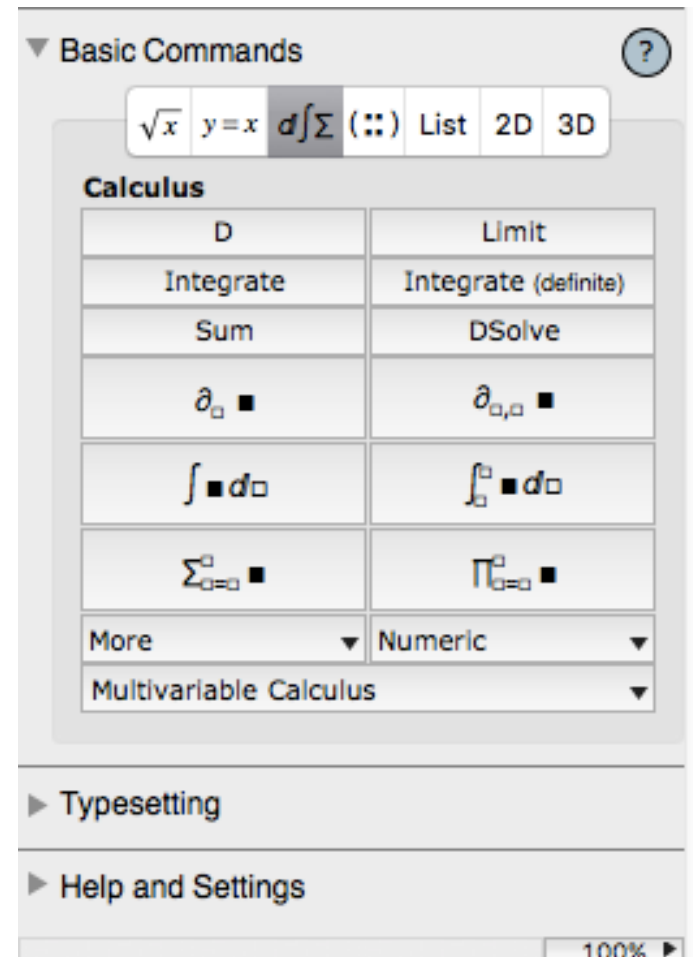 Basic Commands ?
√x y=x d∫Σ (::) List 2D 3D
Calculus
D Limit
Integrate Integrate (definite)
Sum DSolve
∂□ ■ ∂□,□ ■
∫■d□ ∫□□■d□
Σ□□=□ ■ Π□□=□ ■
More Numeric
Multivariable Calculus
Typesetting
Help and Settings
100%